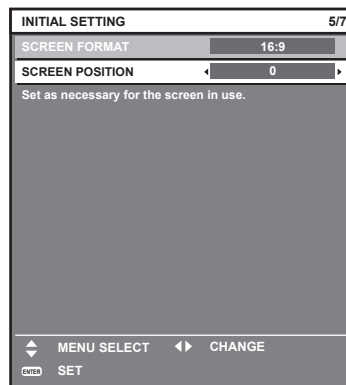 INITIAL SETTING 5/7
SCREEN FORMAT 16:9
SCREEN POSITION 0
Set as necessary for the screen in use.
MENU SELECT CHANGE
ENTER SET